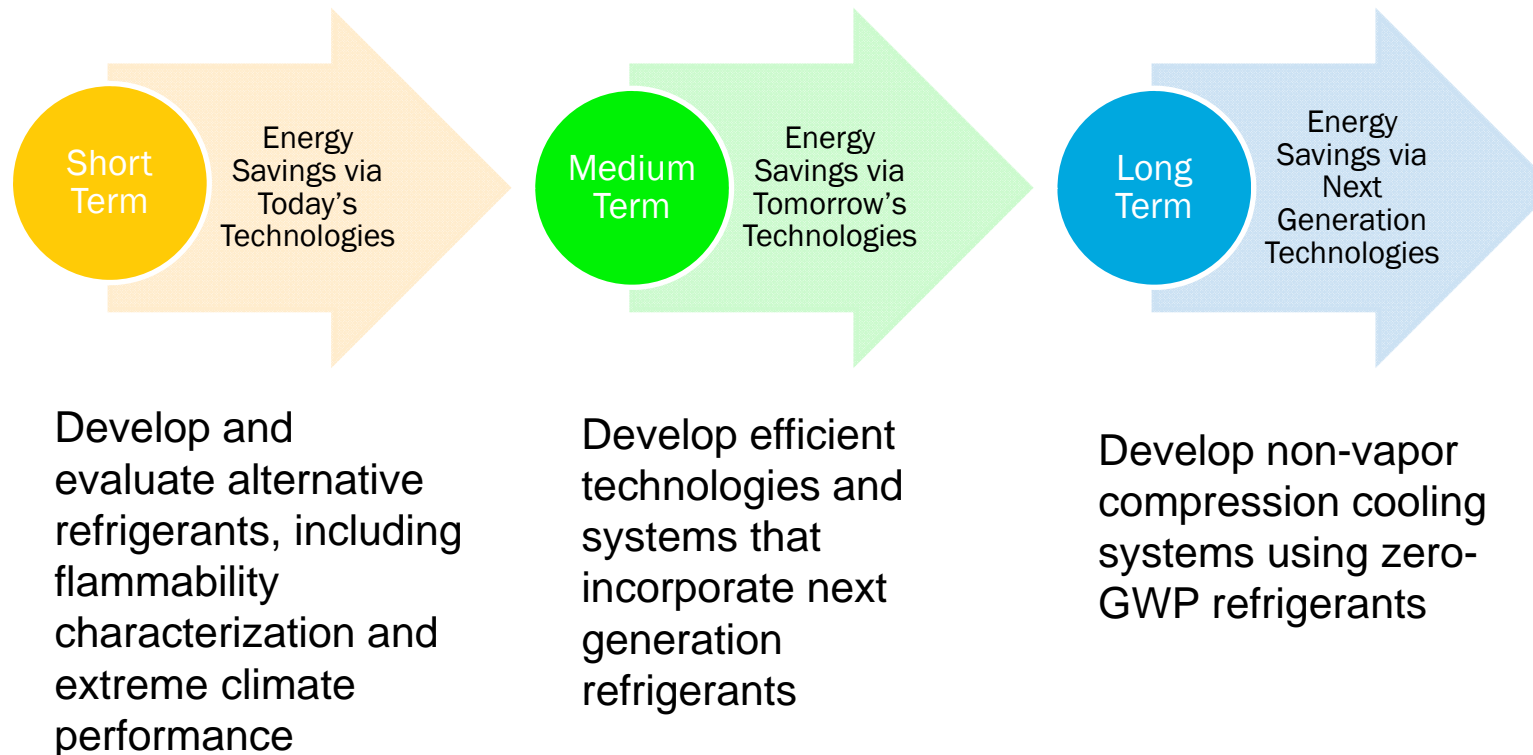 Short
Term
Energy
Savings via
Today's
Technologies
Medium
Term
Energy
Savings via
Tomorrow's
Technologies
Long
Term
Energy
Savings via
Next
Generation
Technologies
Develop and
evaluate alternative
refrigerants, including
flammability
characterization and
extreme climate
performance
Develop efficient
technologies and
systems that
incorporate next
generation
refrigerants
Develop non-vapor
compression cooling
systems using zero-
GWP refrigerants